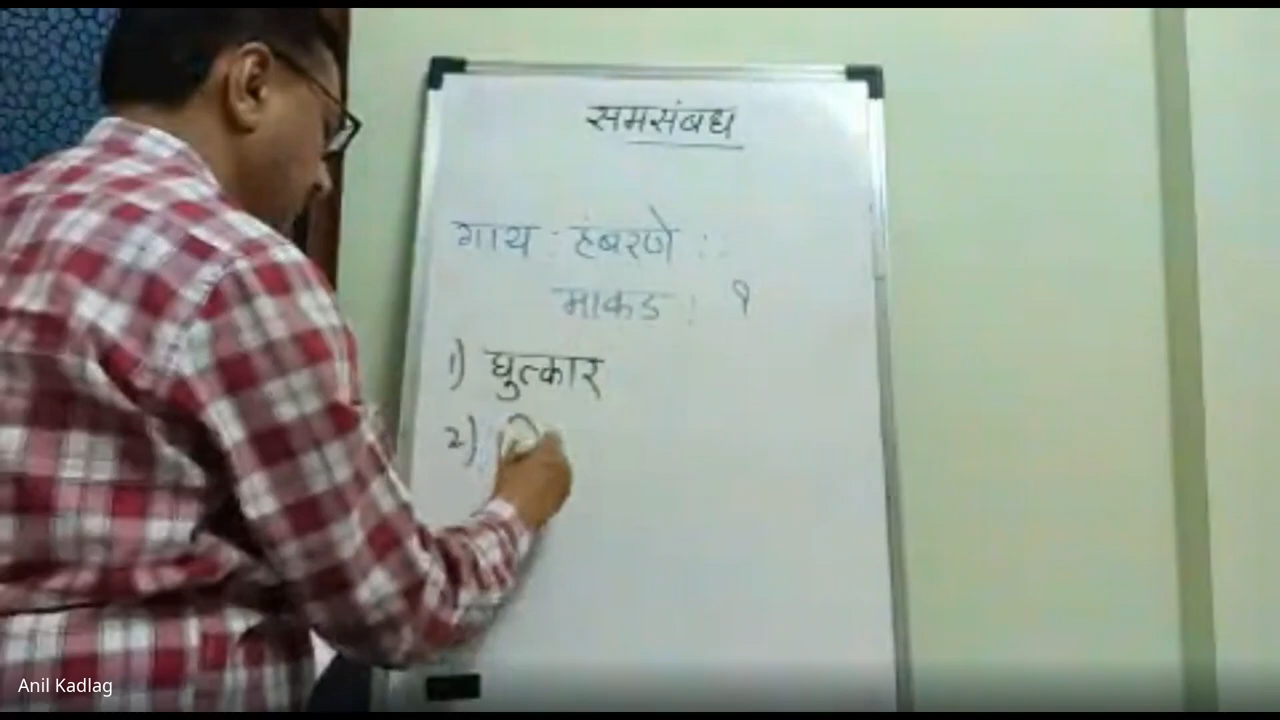 समसंबध
गाय : हंबरणे ::
माकड : ?
1) घुत्कार
2)
Anil Kadlag